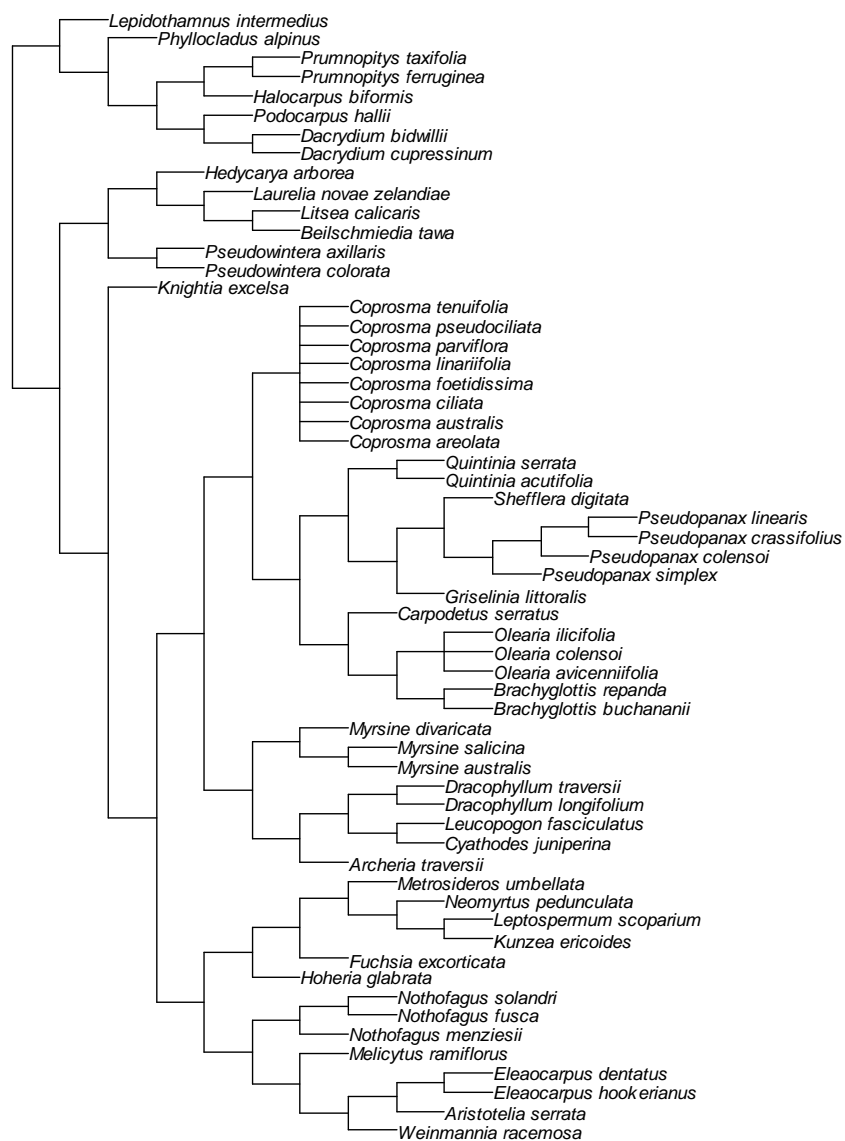 Lepidothamnus intermedius
Phyllocladus alpinus
Prumnopitys taxifolia
Prumnopitys ferruginea
Halocarpus biformis
Podocarpus hallii
Dacrydium bidwillii
Dacrydium cupressinum
Hedycarya arborea
Laurelia novae zelandiae
Litsea calicaris
Beilschmiedia tawa
Pseudowintera axillaris
Pseudowintera colorata
Knightia excelsa
Coprosma tenuifolia
Coprosma pseudociliata
Coprosma parviflora
Coprosma linariifolia
Coprosma foetidissima
Coprosma ciliata
Coprosma australis
Coprosma areolata
Quintinia serrata
Quintinia acutifolia
Shefflera digitata
Pseudopanax linearis
Pseudopanax crassifolius
Pseudopanax colensoi
Pseudopanax simplex
Griselinia littoralis
Carpodetus serratus
Olearia ilicifolia
Olearia colensoi
Olearia avicenniifolia
Brachyglottis repanda
Brachyglottis buchananii
Myrsine divaricata
Myrsine salicina
Myrsine australis
Dracophyllum traversii
Dracophyllum longifolium
Leucopogon fasciculatus
Cyathodes juniperina
Archeria traversii
Metrosideros umbellata
Neomyrtus pedunculata
Leptospermum scoparium
Kunzea ericoides
Fuchsia excorticata
Hoheria glabrata
Nothofagus solandri
Nothofagus fusca
Nothofagus menziesii
Melicytus ramiflorus
Eleaocarpus dentatus
Eleaocarpus hookerianus
Aristotelia serrata
Weinmannia racemosa